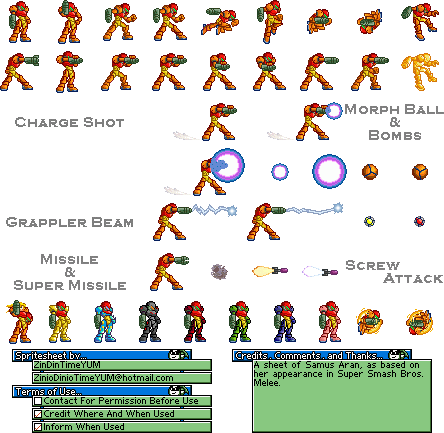 Charge Shot
Morph Ball
&
Bombs
Grappler Beam
Missile
&
Super Missile
Screw
Attack
Spritesheet by...
ZinDinTimeYUM
ZinioDinioTimeYUM@hotmail.com
Terms of Use..
Contact For Permission Before Use
Credit Where And When Used
Inform When Used
Credits, Comments, and Thanks...
A sheet of Samus Aran, as based on
her appearance in Super Smash Bros.
Melee.